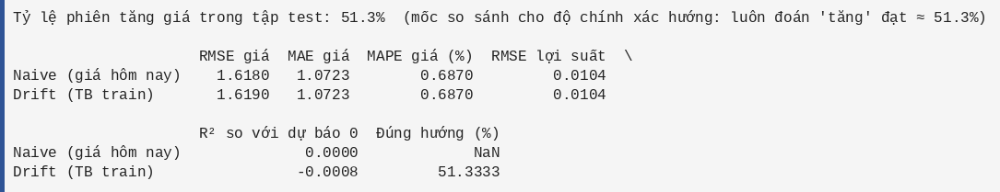 Tỷ lệ phiên tăng giá trong tập test: 51.3%  (mốc so sánh cho độ chính xác hướng: luôn đoán 'tăng' đạt ≈ 51.3%)
RMSE giá  MAE giá  MAPE giá (%)  RMSE lợi suất  \
Naive (giá hôm nay)    1.6180   1.0723        0.6870         0.0104
Drift (TB train)       1.6190   1.0723        0.6870         0.0104
R² so với dự báo 0  Đúng hướng (%)
Naive (giá hôm nay)              0.0000             NaN
Drift (TB train)                -0.0008         51.3333